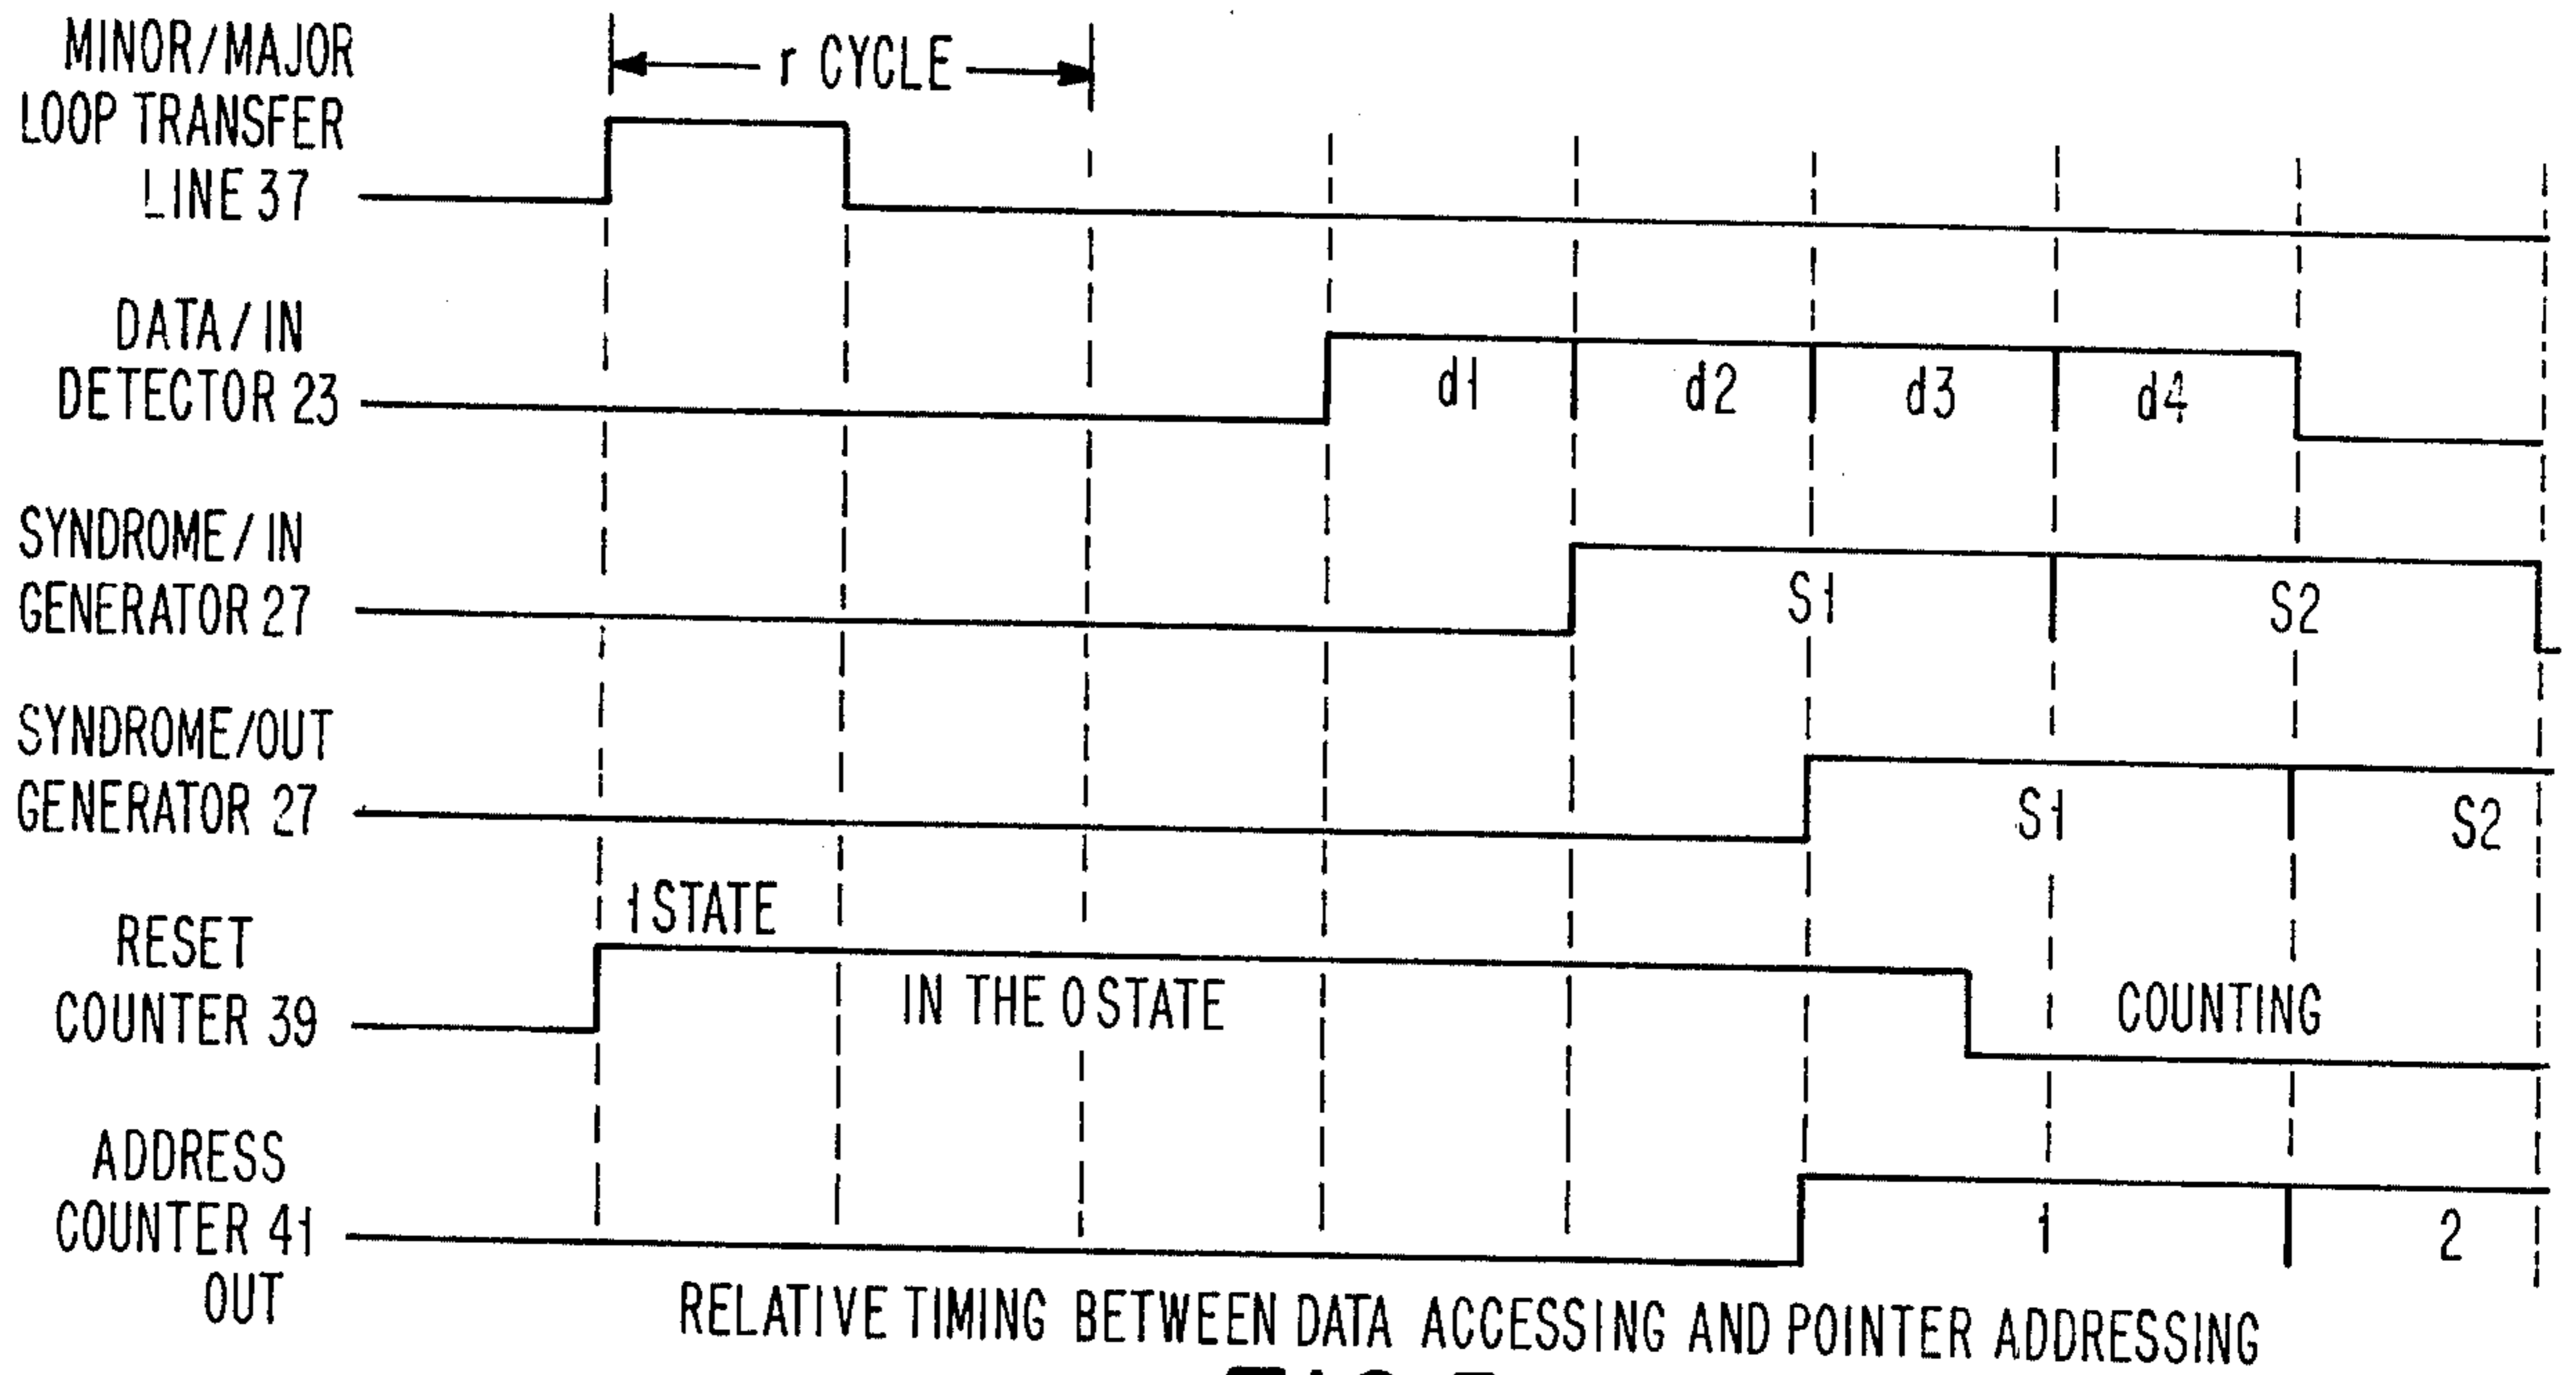 MINOR/MAJOR
LOOP TRANSFER
LINE 37
r CYCLE
DATA/IN
DETECTOR 23
d1
d2
d3
d4
SYNDROME/IN
GENERATOR 27
S1
S2
SYNDROME/OUT
GENERATOR 27
S1
S2
RESET
COUNTER 39
1 STATE
IN THE 0 STATE
COUNTING
ADDRESS
COUNTER 41
OUT
1
2
RELATIVE TIMING BETWEEN DATA ACCESSING AND POINTER ADDRESSING